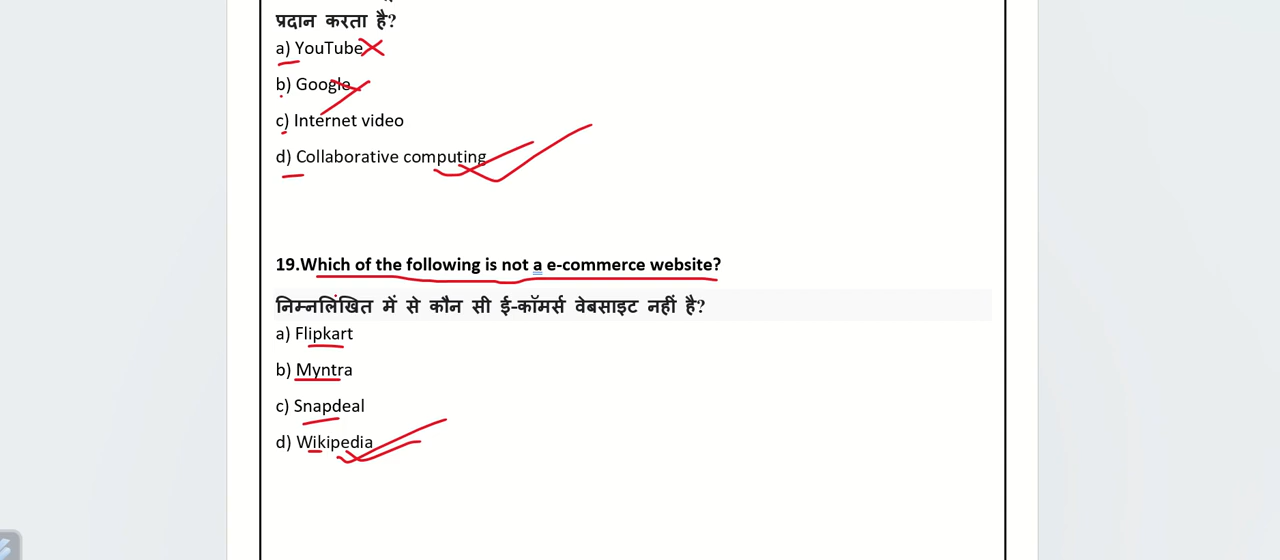 प्रदान करता है?
a) YouTube
b) Google
c) Internet video
d) Collaborative computing
19.Which of the following is not a e-commerce website?
निम्नलिखित में से कौन सी ई-कॉमर्स वेबसाइट नहीं है?
a) Flipkart
b) Myntra
c) Snapdeal
d) Wikipedia